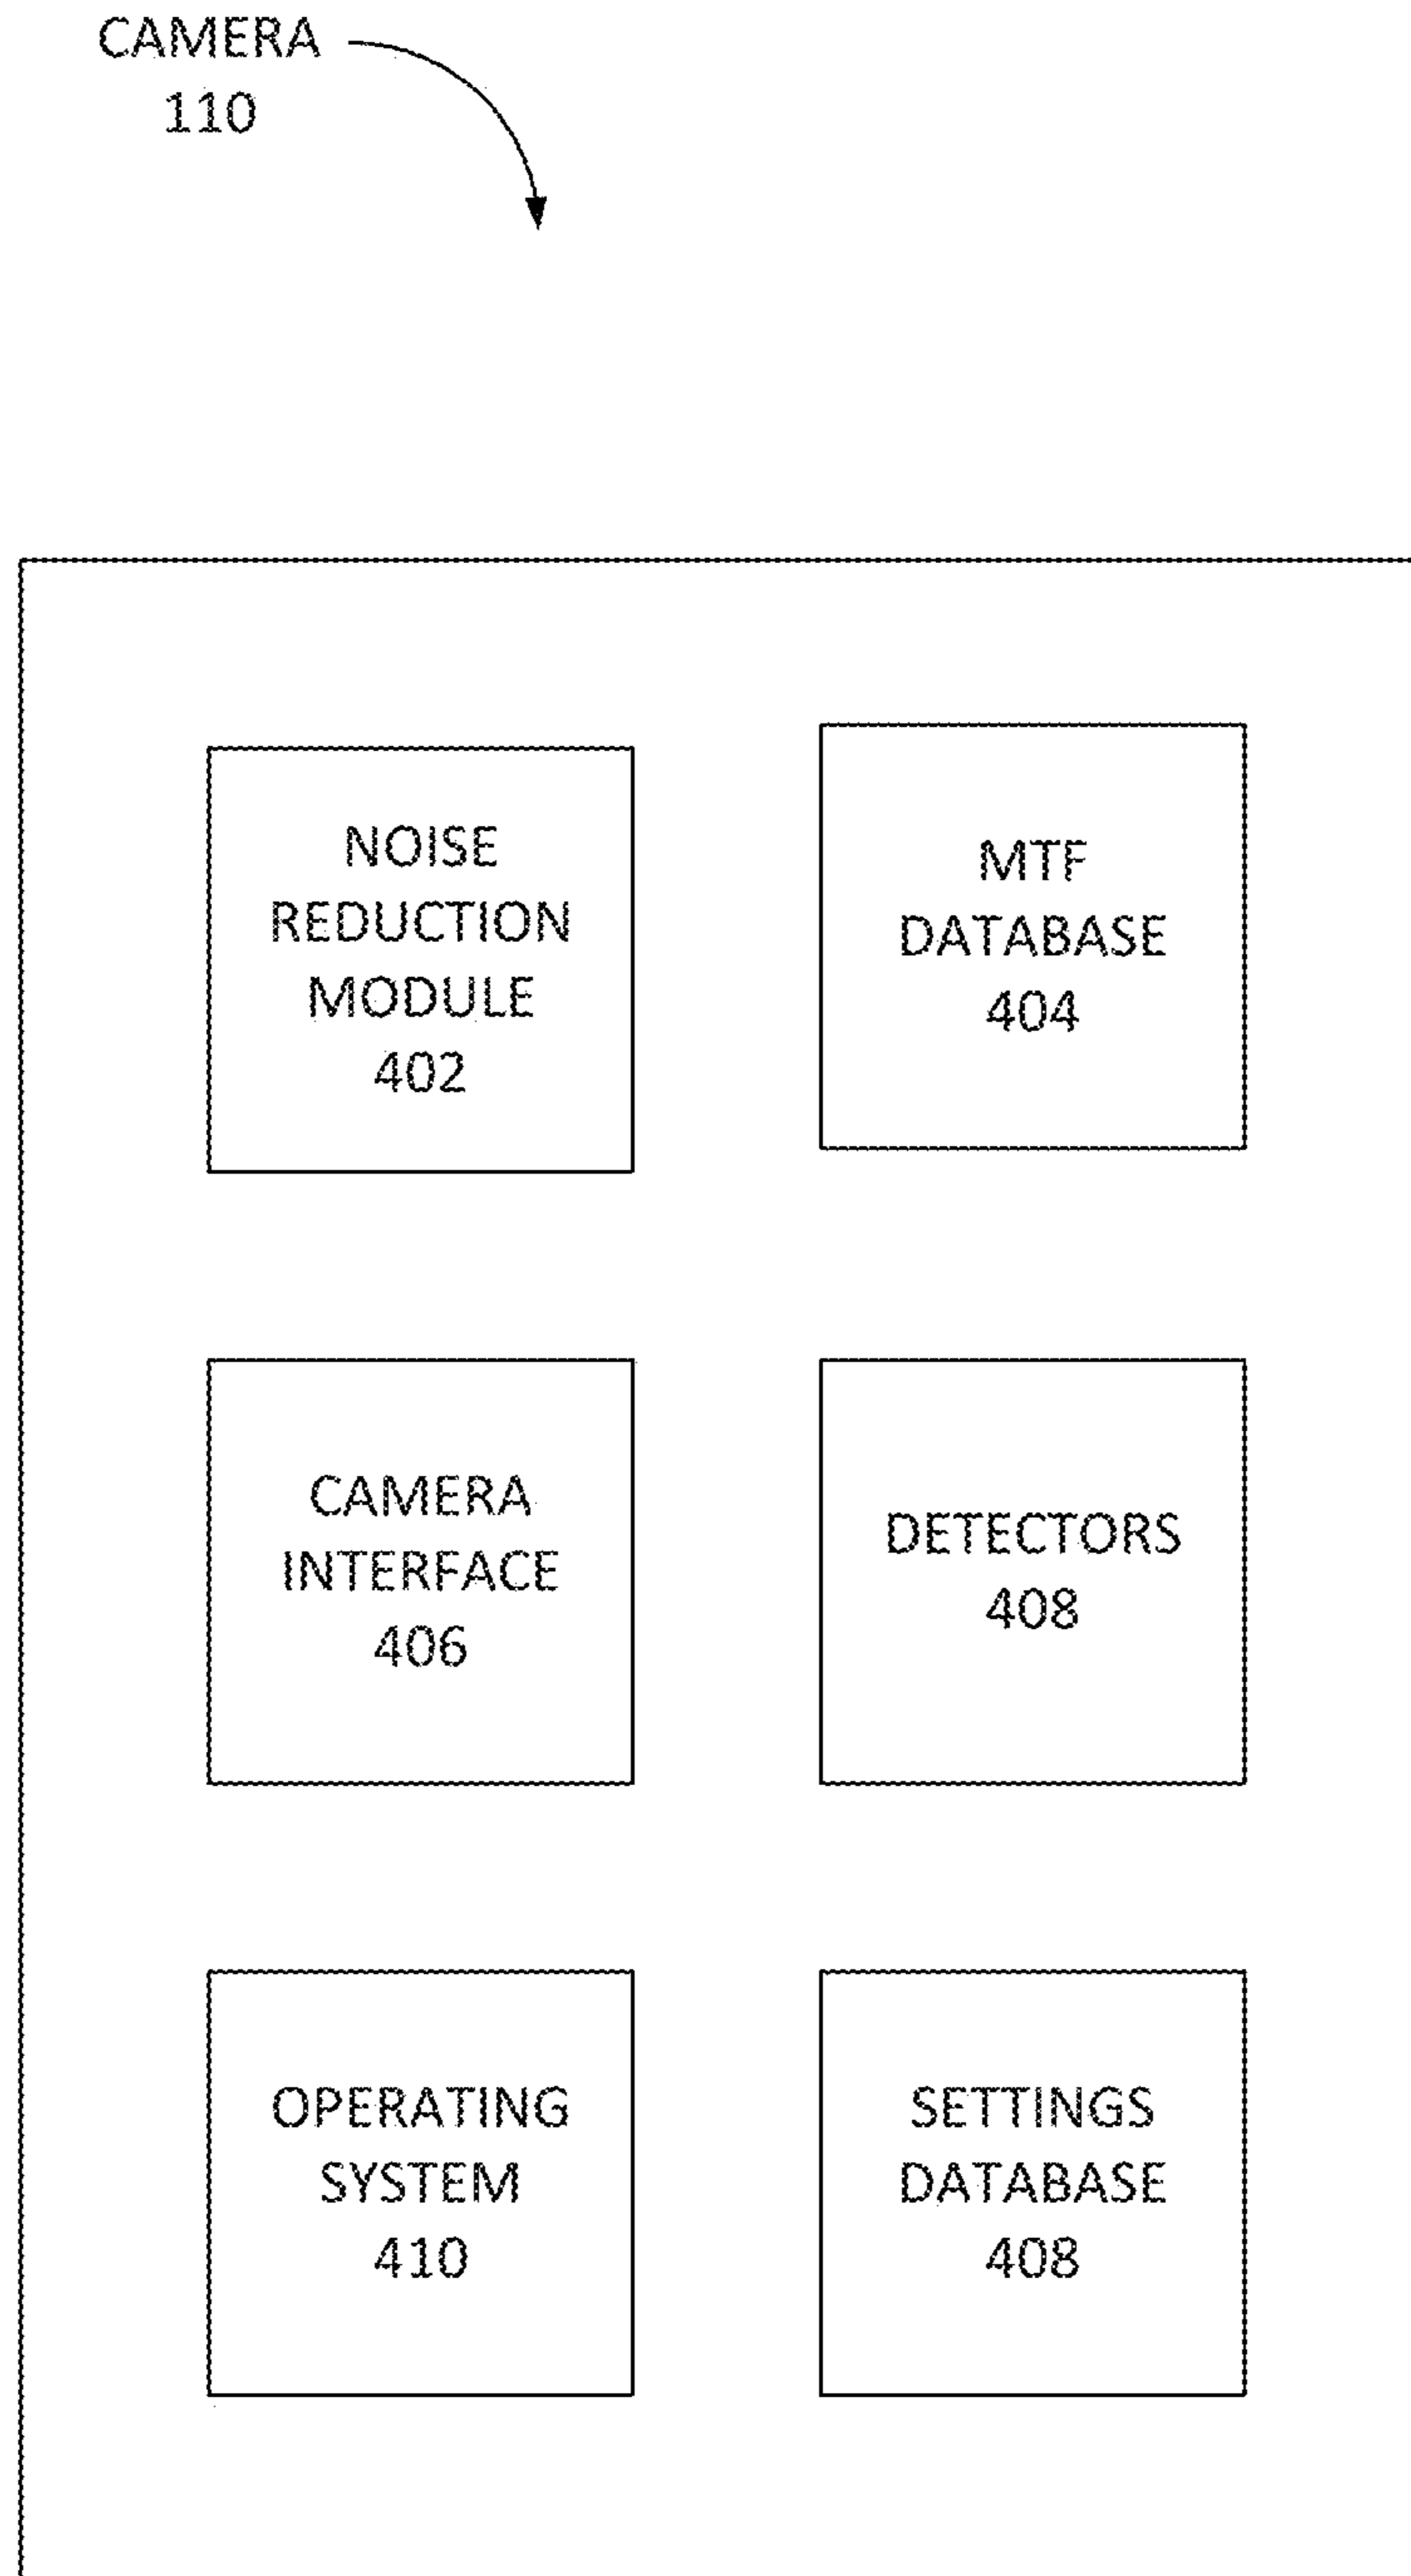 CAMERA
110
NOISE
REDUCTION
MODULE
402
MTF
DATABASE
404
CAMERA
INTERFACE
406
DETECTORS
408
OPERATING
SYSTEM
410
SETTINGS
DATABASE
408